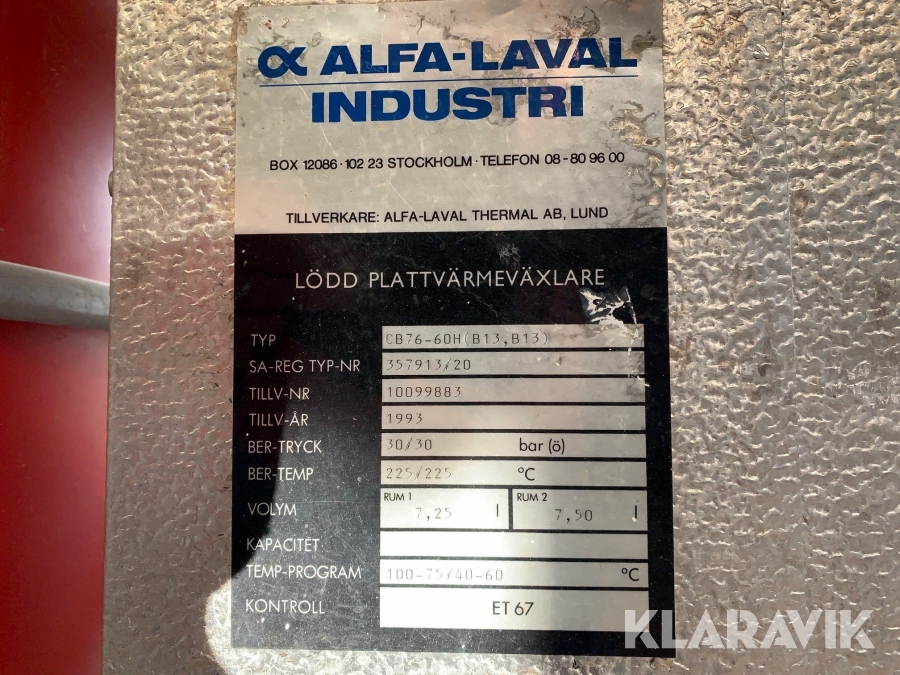 α ALFA-LAVAL
INDUSTRI
BOX 12086 · 102 23 STOCKHOLM · TELEFON 08 - 80 96 00
TILLVERKARE: ALFA-LAVAL THERMAL AB, LUND
LÖDD PLATTVÄRMEVÄXLARE
TYP CB76-60H(B13,B13)
SA-REG TYP-NR 357913/20
TILLV-NR 10099883
TILLV-ÅR 1993
BER-TRYCK 30/30 bar (ö)
BER-TEMP 225/225 °C
VOLYM RUM 1 7,25 l RUM 2 7,50 l
KAPACITET
TEMP-PROGRAM 100-75/40-60 °C
KONTROLL ET 67
KLARAVIK